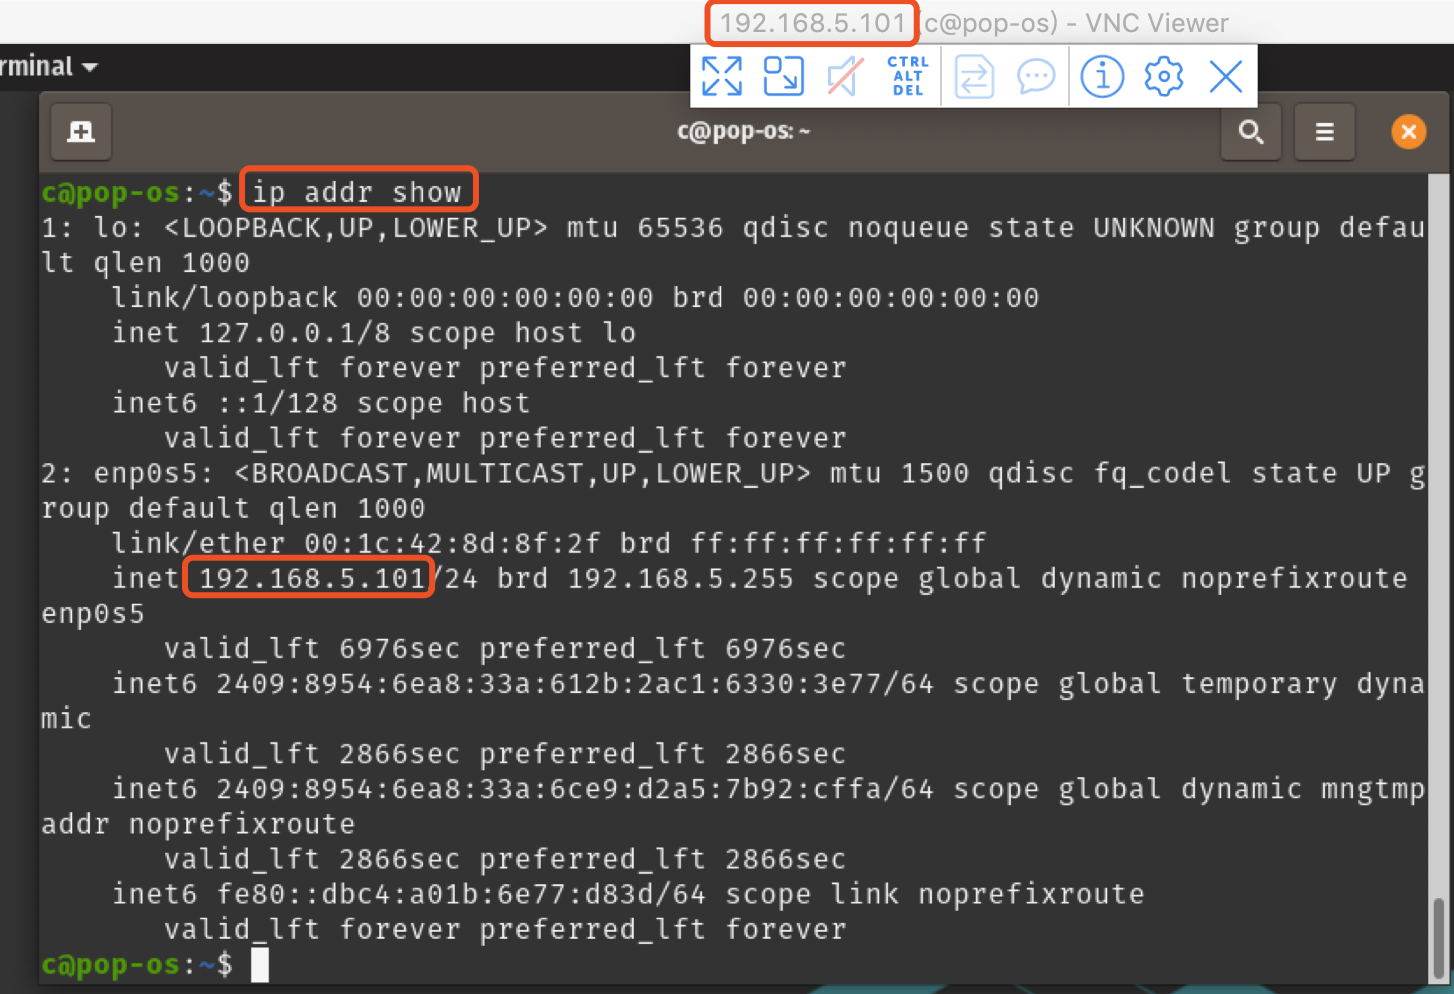 192.168.5.101 (c@pop-os) - VNC Viewer
rminal
CTRL
ALT
DEL
c@pop-os: ~
c@pop-os:~$ ip addr show
1: lo: <LOOPBACK,UP,LOWER_UP> mtu 65536 qdisc noqueue state UNKNOWN group defau
lt qlen 1000
    link/loopback 00:00:00:00:00:00 brd 00:00:00:00:00:00
    inet 127.0.0.1/8 scope host lo
       valid_lft forever preferred_lft forever
    inet6 ::1/128 scope host
       valid_lft forever preferred_lft forever
2: enp0s5: <BROADCAST,MULTICAST,UP,LOWER_UP> mtu 1500 qdisc fq_codel state UP g
roup default qlen 1000
    link/ether 00:1c:42:8d:8f:2f brd ff:ff:ff:ff:ff:ff
    inet 192.168.5.101/24 brd 192.168.5.255 scope global dynamic noprefixroute
enp0s5
       valid_lft 6976sec preferred_lft 6976sec
    inet6 2409:8954:6ea8:33a:612b:2ac1:6330:3e77/64 scope global temporary dyna
mic
       valid_lft 2866sec preferred_lft 2866sec
    inet6 2409:8954:6ea8:33a:6ce9:d2a5:7b92:cffa/64 scope global dynamic mngtmp
addr noprefixroute
       valid_lft 2866sec preferred_lft 2866sec
    inet6 fe80::dbc4:a01b:6e77:d83d/64 scope link noprefixroute
       valid_lft forever preferred_lft forever
c@pop-os:~$